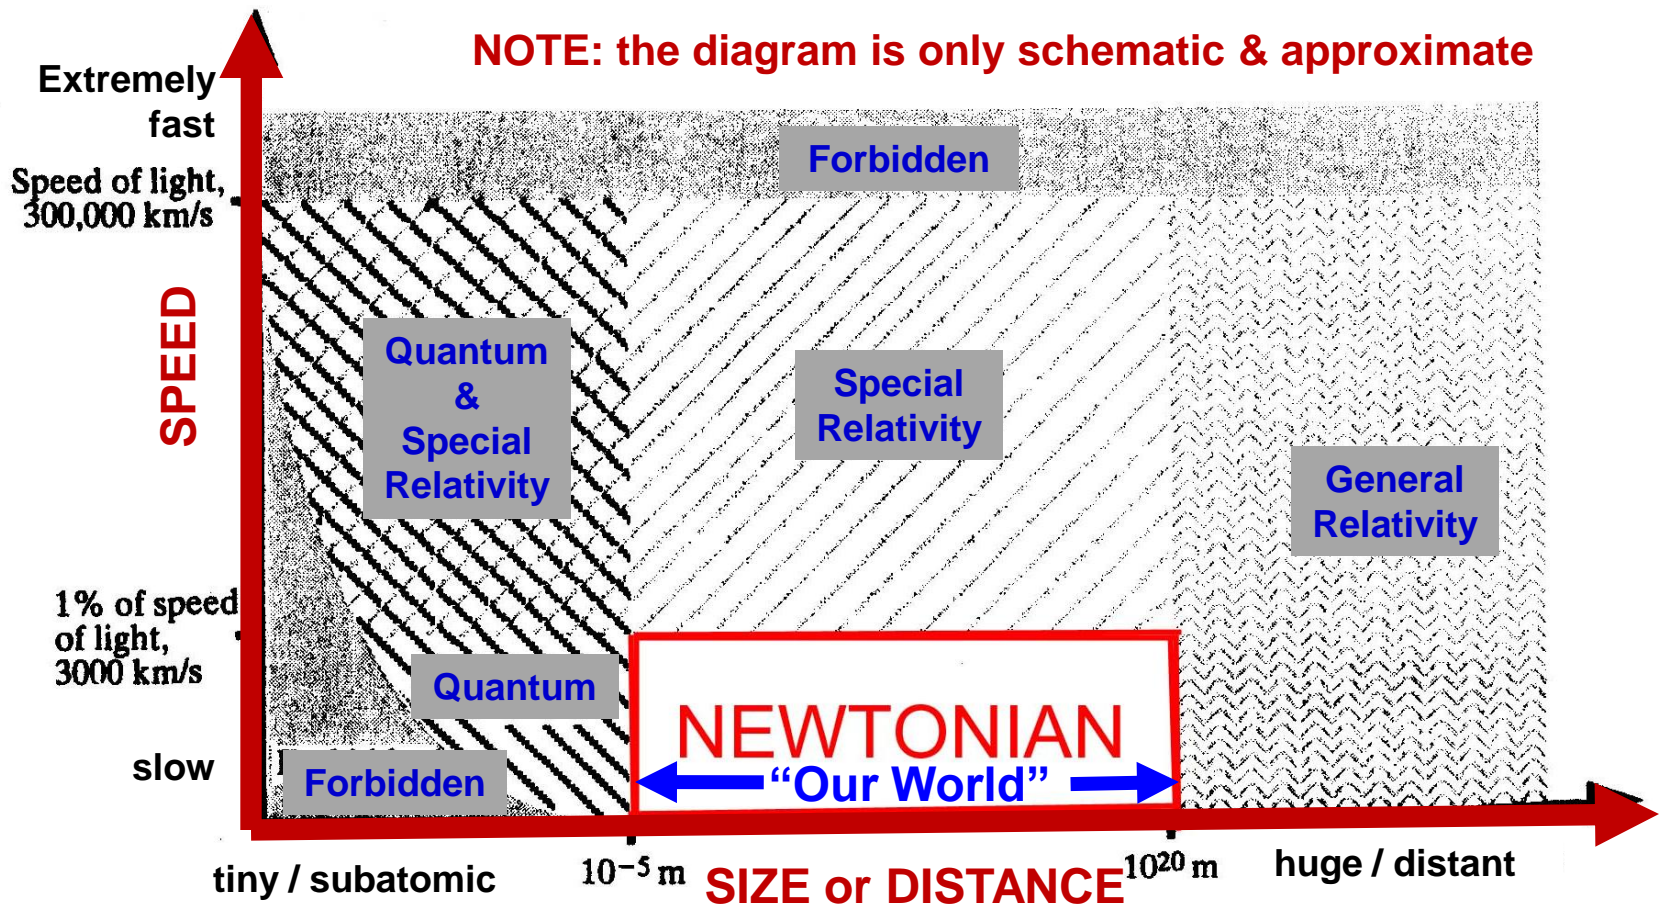 NOTE: the diagram is only schematic & approximate
Extremely
fast
Forbidden
Speed of light,
300,000 km/s
SPEED
Quantum
&
Special
Relativity
Special
Relativity
General
Relativity
1% of speed
of light,
3000 km/s
Quantum
NEWTONIAN
slow
Forbidden
“Our World”
tiny / subatomic
10⁻⁵ m
SIZE or DISTANCE
10²⁰ m
huge / distant